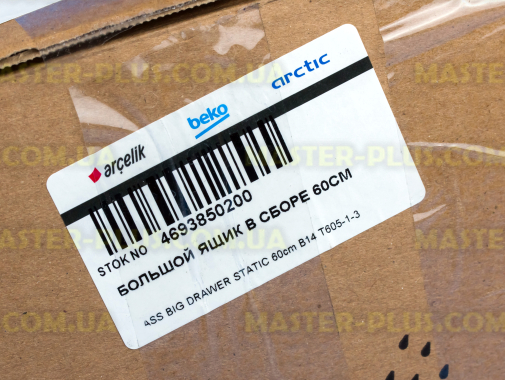 arçelik
beko
arctic
STOK NO 4693850200
БОЛЬШОЙ ЯЩИК В СБОРЕ 60СМ
ASS BIG DRAWER STATIC 60cm B14 T605-1-3
MASTER-PLUS.COM.UA